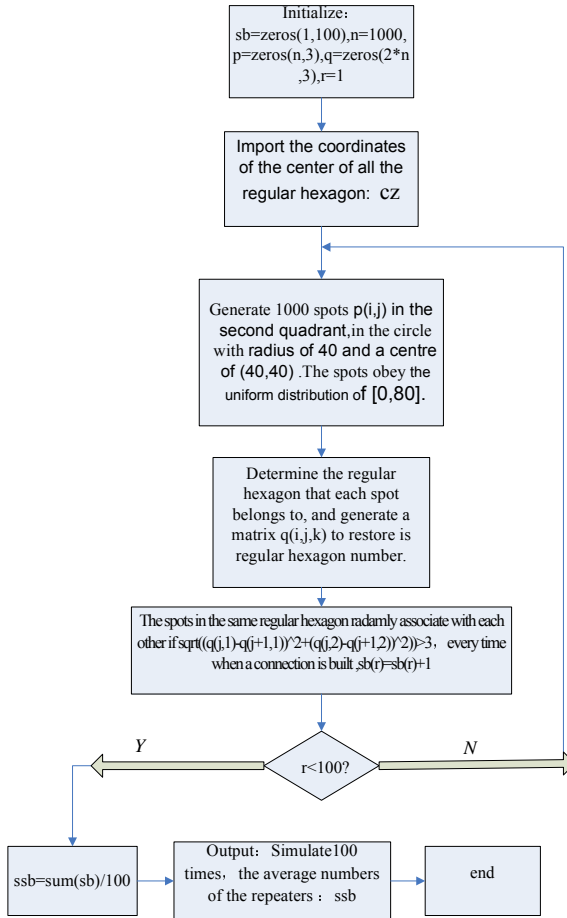 Initialize：
sb=zeros(1,100),n=1000,
p=zeros(n,3),q=zeros(2*n
,3),r=1
Import the coordinates
of the center of all the
regular hexagon: cz
Generate 1000 spots p(i,j) in the
second quadrant,in the circle
with radius of 40 and a centre
of (40,40) .The spots obey the
uniform distribution of [0,80].
Determine the regular
hexagon that each spot
belongs to, and generate a
matrix q(i,j,k) to restore is
regular hexagon number.
The spots in the same regular hexagon radamly associate with each
other if sqrt((q(j,1)-q(j+1,1))^2+(q(j,2)-q(j+1,2))^2))>3，every time
when a connection is built ,sb(r)=sb(r)+1
Y
N
r<100?
ssb=sum(sb)/100
Output：Simulate100
times，the average numbers
of the repeaters：ssb
end